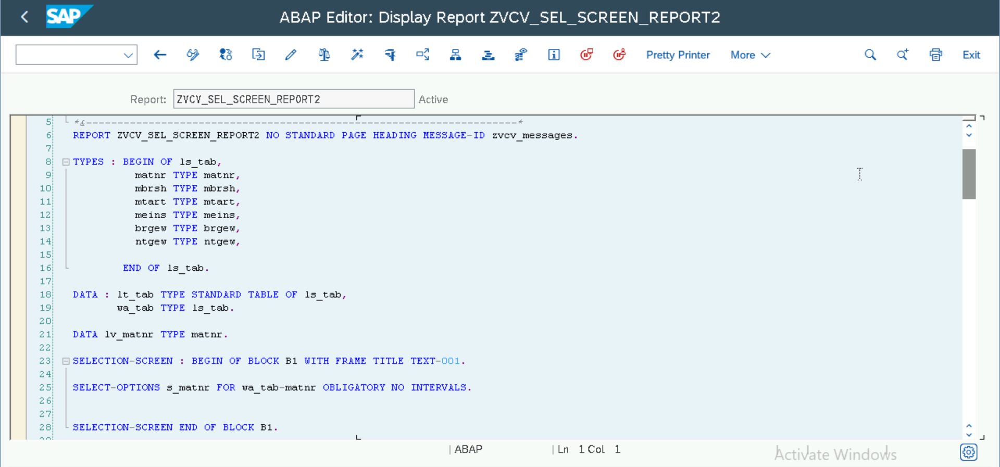 SAP
ABAP Editor: Display Report ZVCV_SEL_SCREEN_REPORT2
Pretty Printer More Exit
Report: ZVCV_SEL_SCREEN_REPORT2 Active
5 *&---------------------------------------------------------------------*
6 REPORT ZVCV_SEL_SCREEN_REPORT2 NO STANDARD PAGE HEADING MESSAGE-ID zvcv_messages.
7
8 TYPES : BEGIN OF ls_tab,
9 matnr TYPE matnr,
10 mbrsh TYPE mbrsh,
11 mtart TYPE mtart,
12 meins TYPE meins,
13 brgew TYPE brgew,
14 ntgew TYPE ntgew,
15
16 END OF ls_tab.
17
18 DATA : lt_tab TYPE STANDARD TABLE OF ls_tab,
19 wa_tab TYPE ls_tab.
20
21 DATA lv_matnr TYPE matnr.
22
23 SELECTION-SCREEN : BEGIN OF BLOCK B1 WITH FRAME TITLE TEXT-001.
24
25 SELECT-OPTIONS s_matnr FOR wa_tab-matnr OBLIGATORY NO INTERVALS.
26
27
28 SELECTION-SCREEN END OF BLOCK B1.
ABAP Ln 1 Col 1
Activate Windows